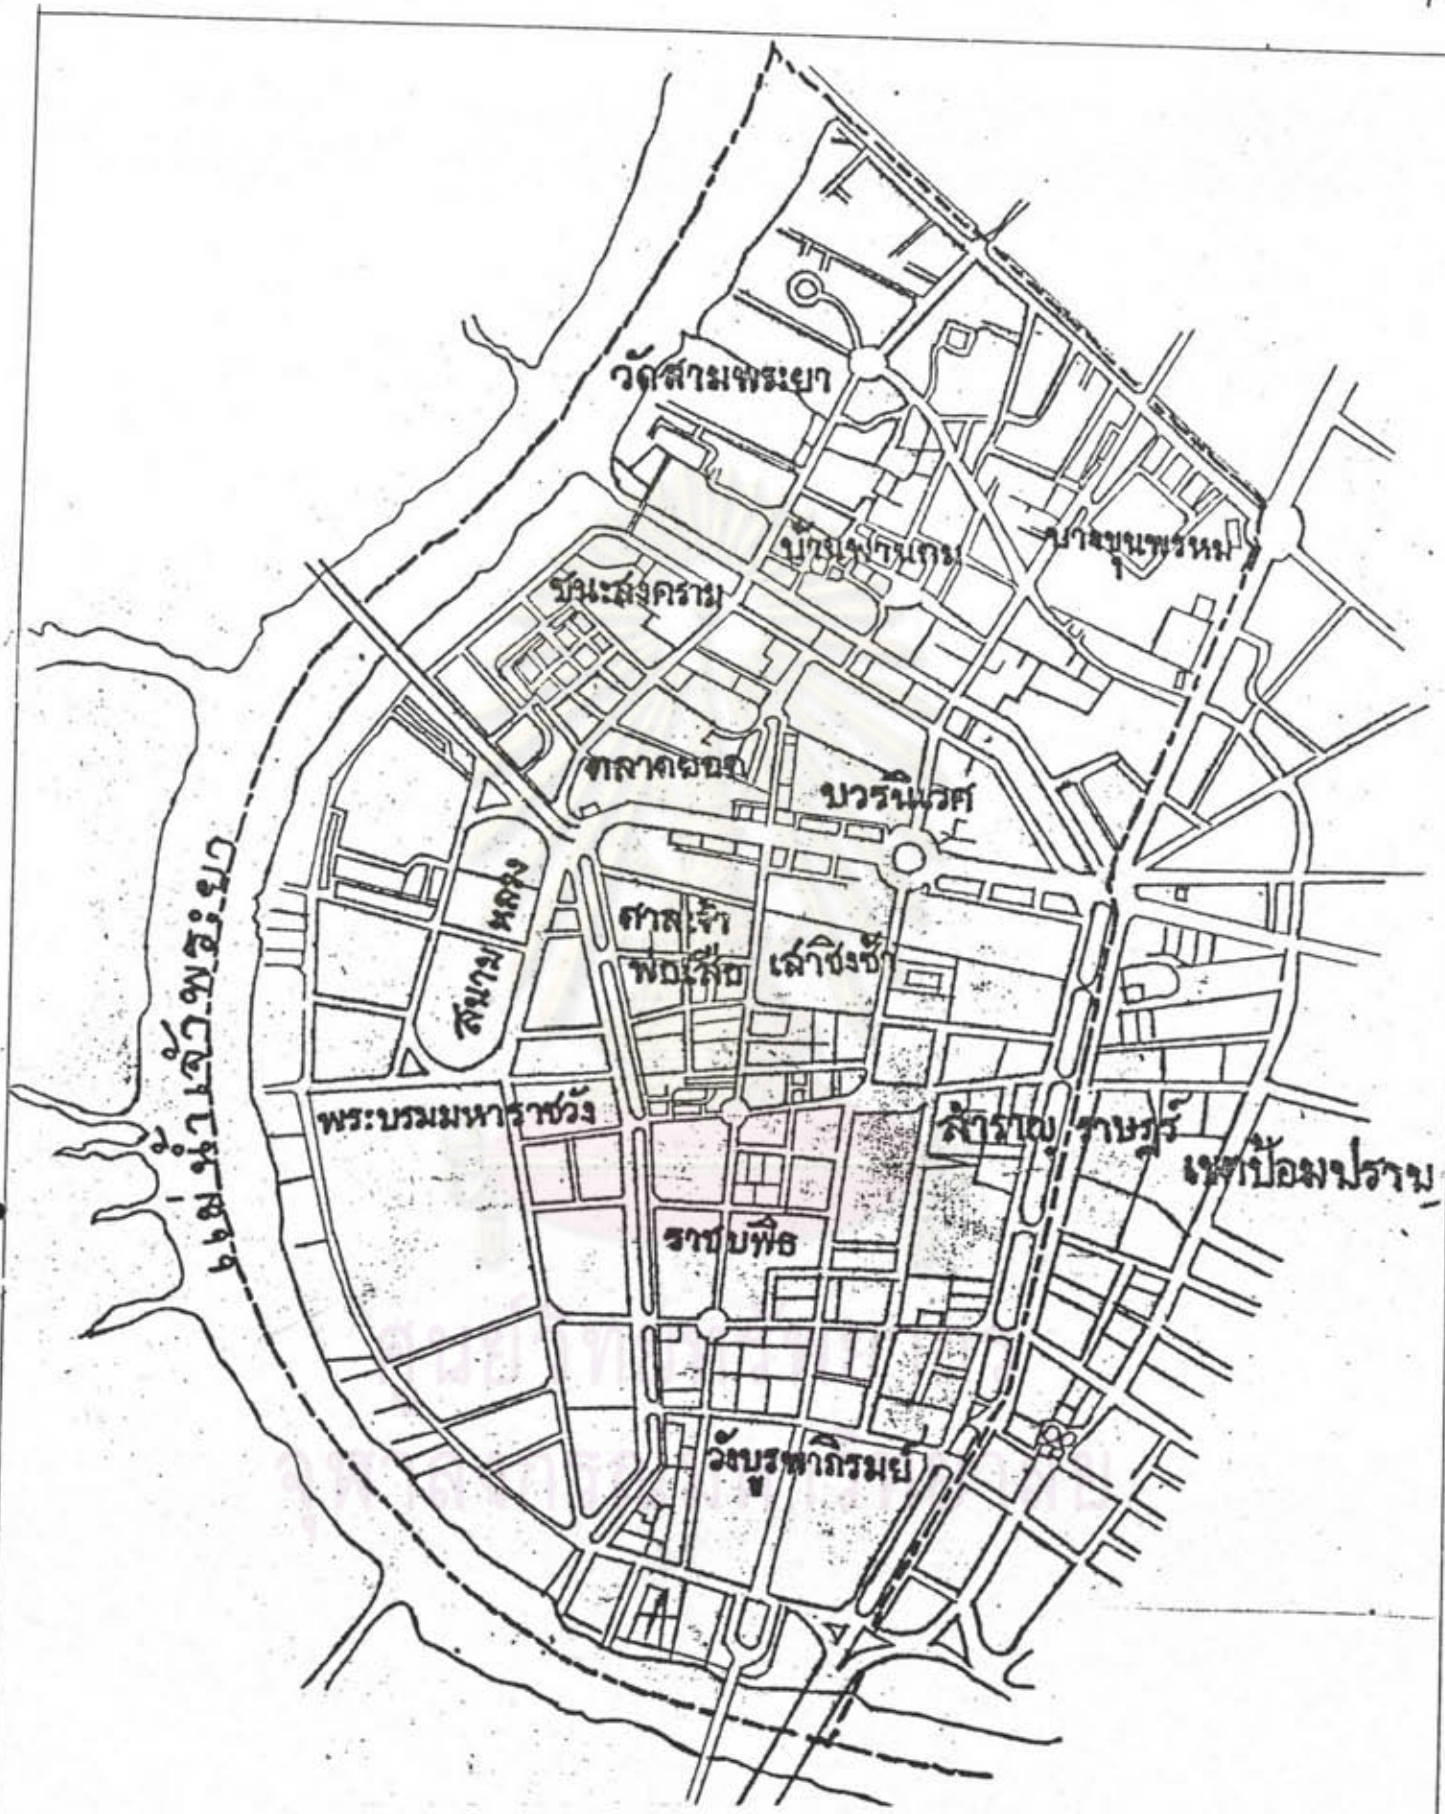 วัดสามพระยา
บ้านพานถม
บางขุนพรหม
ชนะสงคราม
ตลาดยอด
บวรนิเวศ
สนามหลวง
ศาลเจ้า
พ่อเสือ
เสาชิงช้า
แม่น้ำเจ้าพระยา
พระบรมมหาราชวัง
สำราญราษฎร์
เขตป้อมปราบ
ราชบพิธ
วังบูรพาภิรมย์